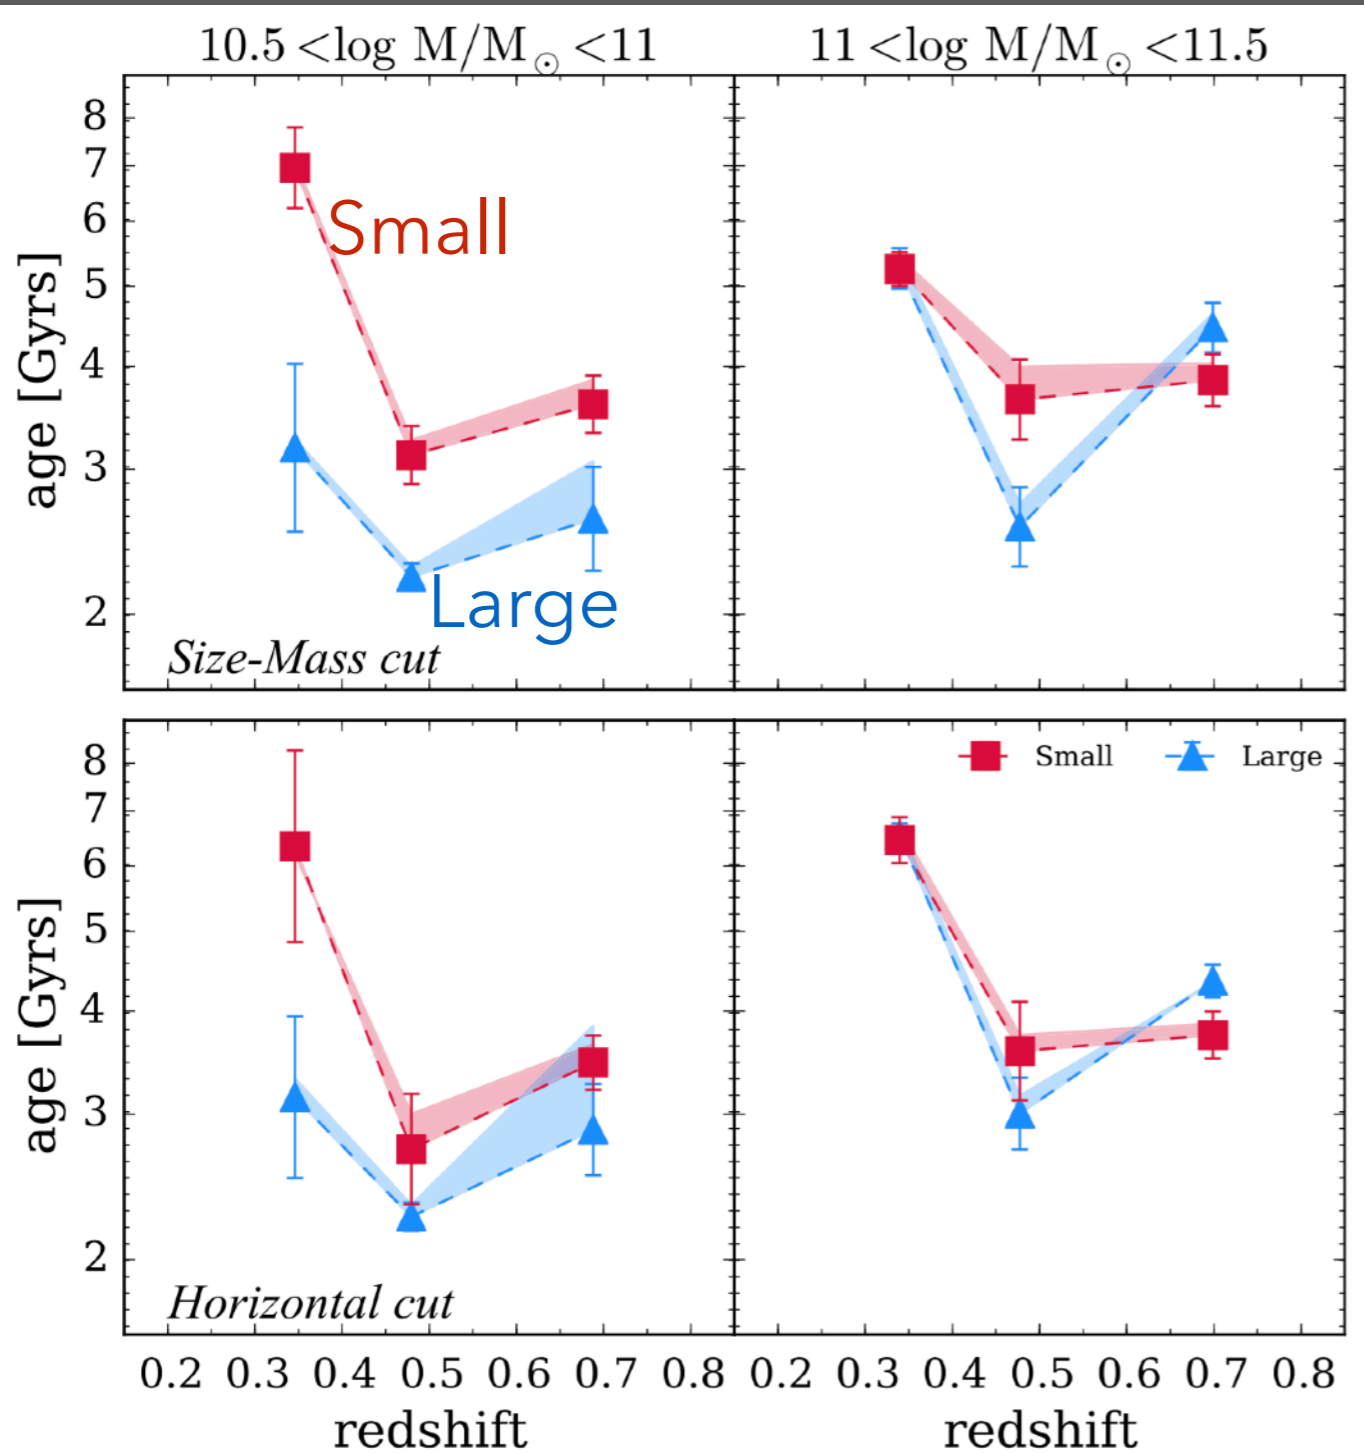 10.5 <log M/M☉ <11
11 <log M/M☉ <11.5
8
7
6
5
4
3
2
age [Gyrs]
Small
Large
Size-Mass cut
8
7
6
5
4
3
2
age [Gyrs]
Small
Large
Horizontal cut
0.2 0.3 0.4 0.5 0.6 0.7 0.8
0.2 0.3 0.4 0.5 0.6 0.7 0.8
redshift
redshift